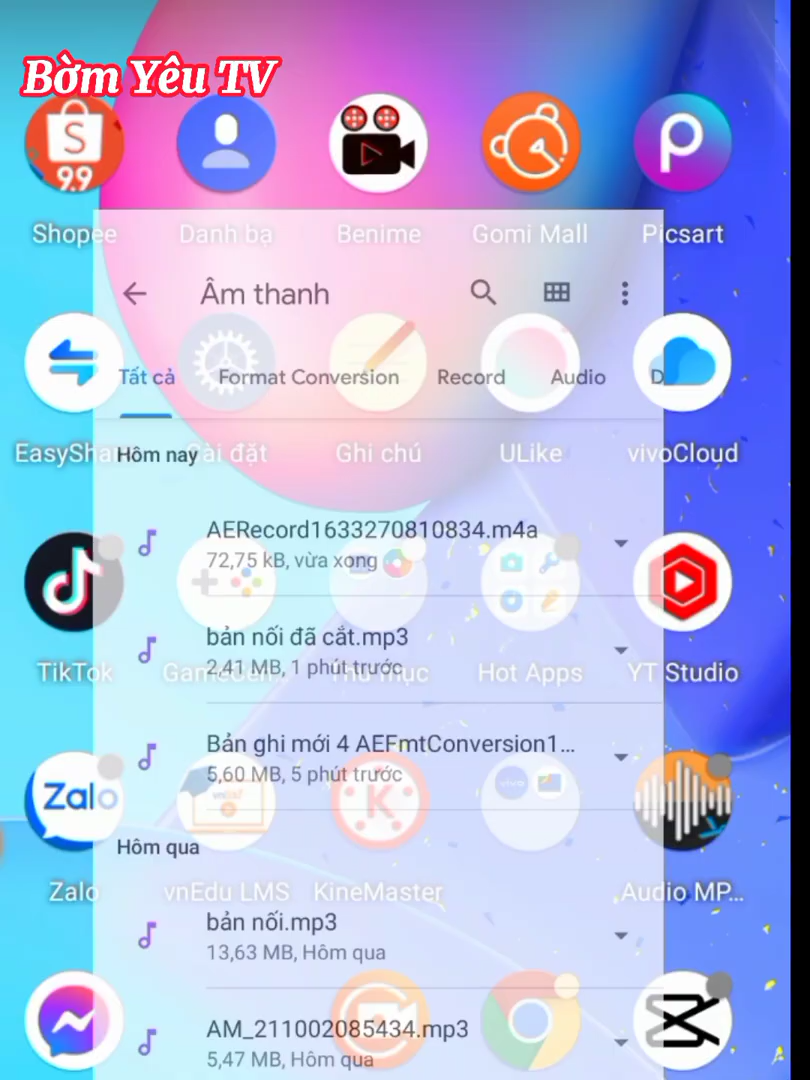 Bờm Yêu TV
S
9.9
Shopee Danh bạ Benime Gomi Mall Picsart
Âm thanh
Tất cả Format Conversion Record Audio D
EasySha Cài đặt Ghi chú ULike vivoCloud
Hôm nay
AERecord1633270810834.m4a
72,75 kB, vừa xong
bản nối đã cắt.mp3
2,41 MB, 1 phút trước
TikTok GameCen Thư mục Hot Apps YT Studio
Bản ghi mới 4 AEFmtConversion1...
5,60 MB, 5 phút trước
Zalo
vivo
K
Hôm qua
Zalo vnEdu LMS KineMaster Audio MP...
bản nối.mp3
13,63 MB, Hôm qua
AM_211002085434.mp3
5,47 MB, Hôm qua